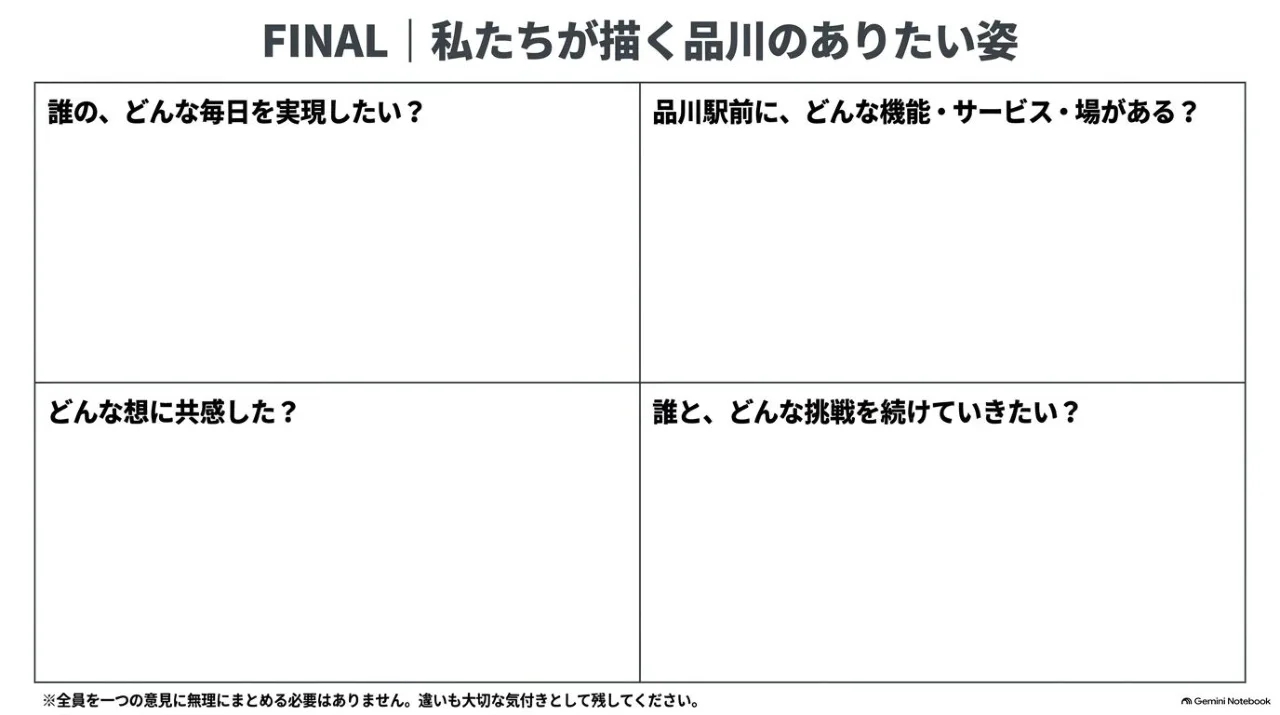 FINAL｜私たちが描く品川のありたい姿
誰の、どんな毎日を実現したい？
品川駅前に、どんな機能・サービス・場がある？
どんな想に共感した？
誰と、どんな挑戦を続けていきたい？
※全員を一つの意見に無理にまとめる必要はありません。違いも大切な気付きとして残してください。
Gemini Notebook